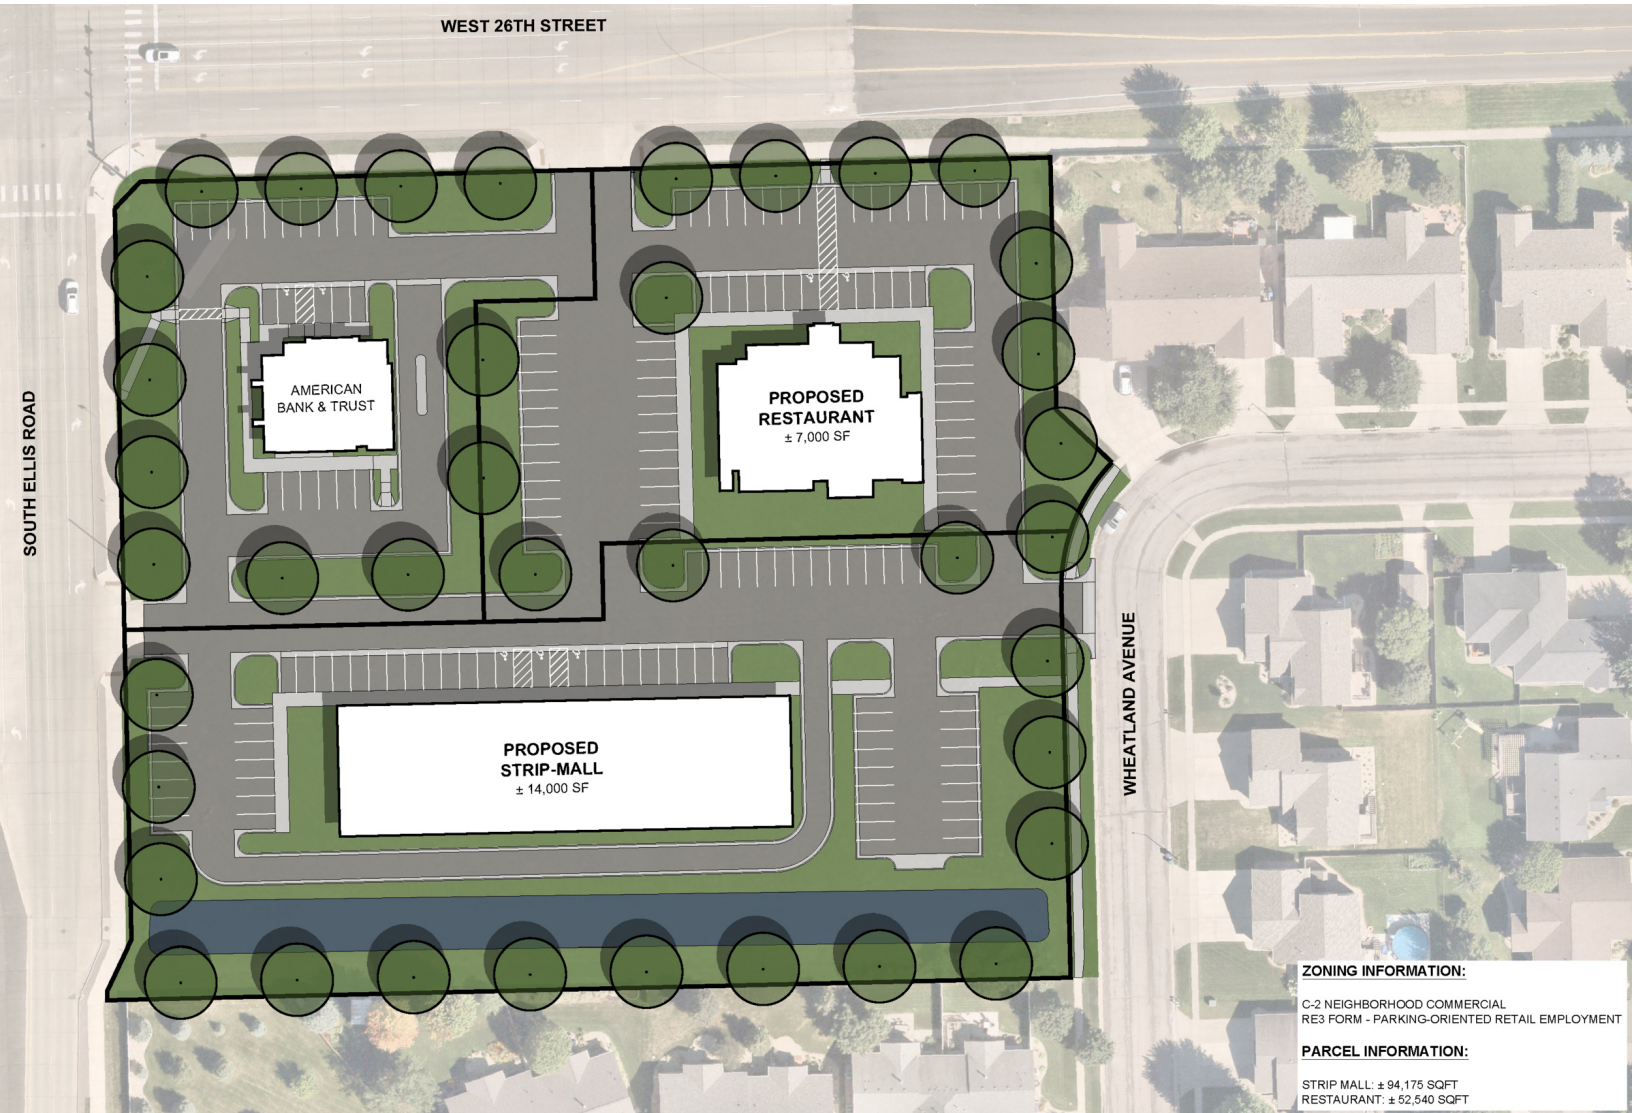 WEST 26TH STREET
SOUTH ELLIS ROAD
AMERICAN
BANK & TRUST
PROPOSED
RESTAURANT
± 7,000 SF
WHEATLAND AVENUE
PROPOSED
STRIP-MALL
± 14,000 SF
ZONING INFORMATION:
C-2 NEIGHBORHOOD COMMERCIAL
RE3 FORM - PARKING-ORIENTED RETAIL EMPLOYMENT
PARCEL INFORMATION:
STRIP MALL: ± 94,175 SQFT
RESTAURANT: ± 52,540 SQFT